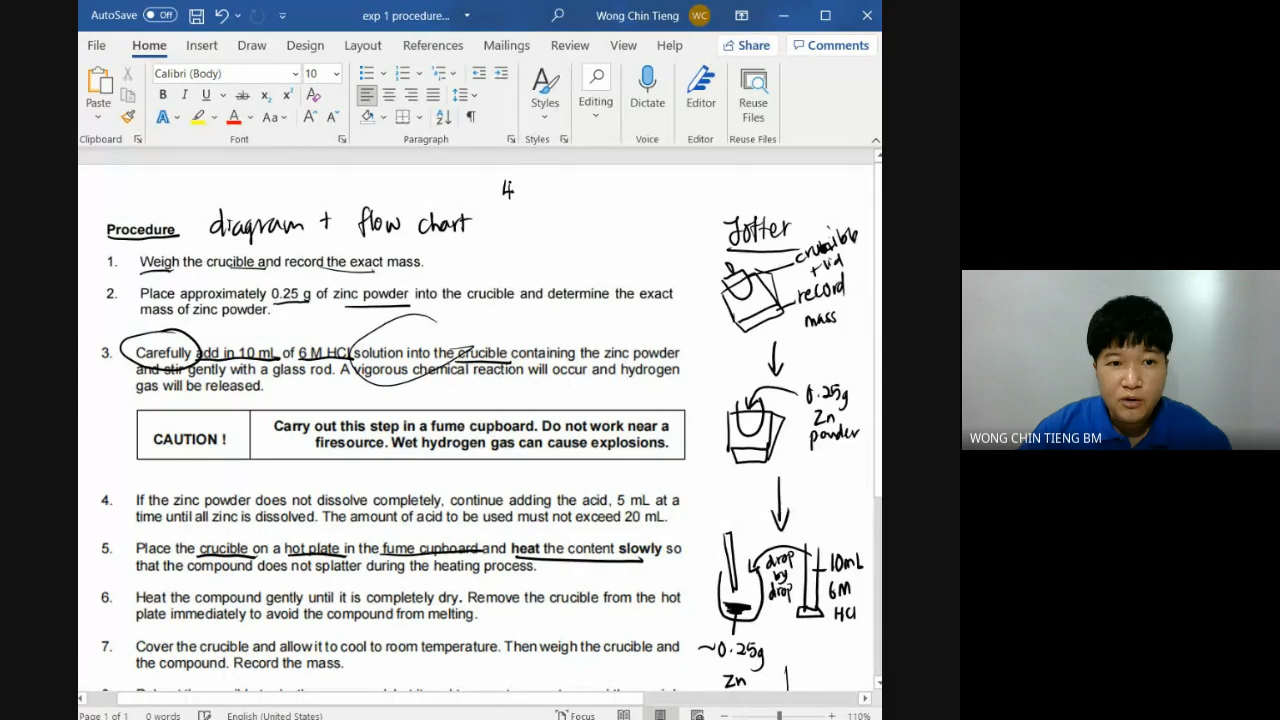 AutoSave Off exp 1 procedure... Wong Chin Tieng WC
File Home Insert Draw Design Layout References Mailings Review View Help Share Comments
Calibri (Body) 10
Paste Styles Editing Dictate Editor Reuse Files
Clipboard Font Paragraph Styles Voice Editor Reuse Files
4
Procedure diagram + flow chart
1. Weigh the crucible and record the exact mass.
2. Place approximately 0.25 g of zinc powder into the crucible and determine the exact
mass of zinc powder.
3. Carefully add in 10 mL of 6 M HCl solution into the crucible containing the zinc powder
and stir gently with a glass rod. A vigorous chemical reaction will occur and hydrogen
gas will be released.
CAUTION !
Carry out this step in a fume cupboard. Do not work near a
firesource. Wet hydrogen gas can cause explosions.
4. If the zinc powder does not dissolve completely, continue adding the acid, 5 mL at a
time until all zinc is dissolved. The amount of acid to be used must not exceed 20 mL.
5. Place the crucible on a hot plate in the fume cupboard and heat the content slowly so
that the compound does not splatter during the heating process.
6. Heat the compound gently until it is completely dry. Remove the crucible from the hot
plate immediately to avoid the compound from melting.
7. Cover the crucible and allow it to cool to room temperature. Then weigh the crucible and
the compound. Record the mass.
Jotter
crucible
+ lid
record
mass
0.25g
Zn
powder
drop
by
drop
10mL
6M
HCl
~0.25g
Zn
Page 1 of 1 0 words English (United States) Focus 110%
WONG CHIN TIENG BM